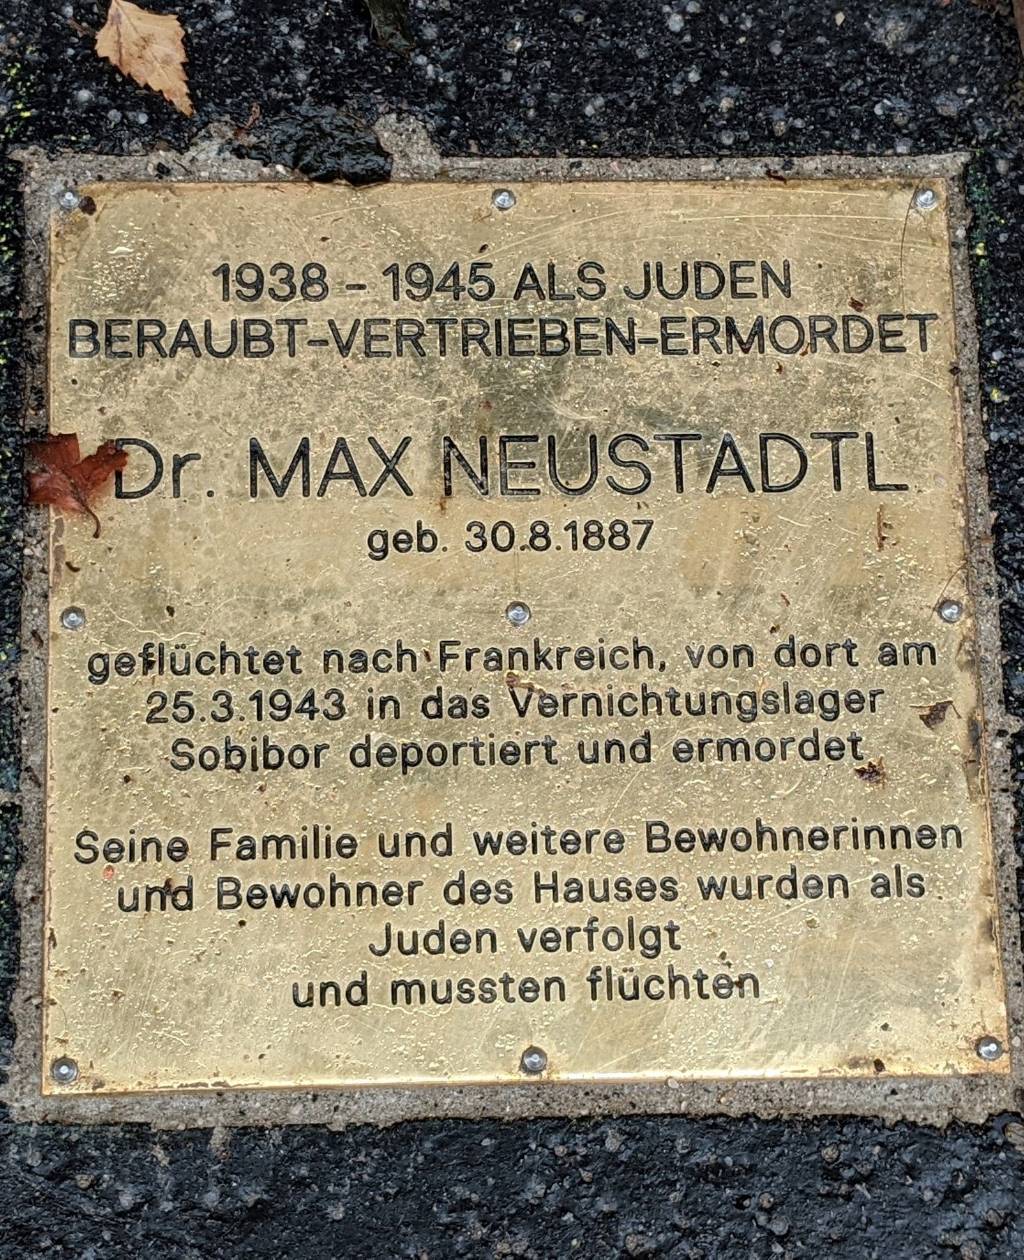 1938 - 1945 ALS JUDEN
BERAUBT-VERTRIEBEN-ERMORDET
Dr. MAX NEUSTADTL
geb. 30.8.1887
geflüchtet nach Frankreich, von dort am
25.3.1943 in das Vernichtungslager
Sobibor deportiert und ermordet
Seine Familie und weitere Bewohnerinnen
und Bewohner des Hauses wurden als
Juden verfolgt
und mussten flüchten